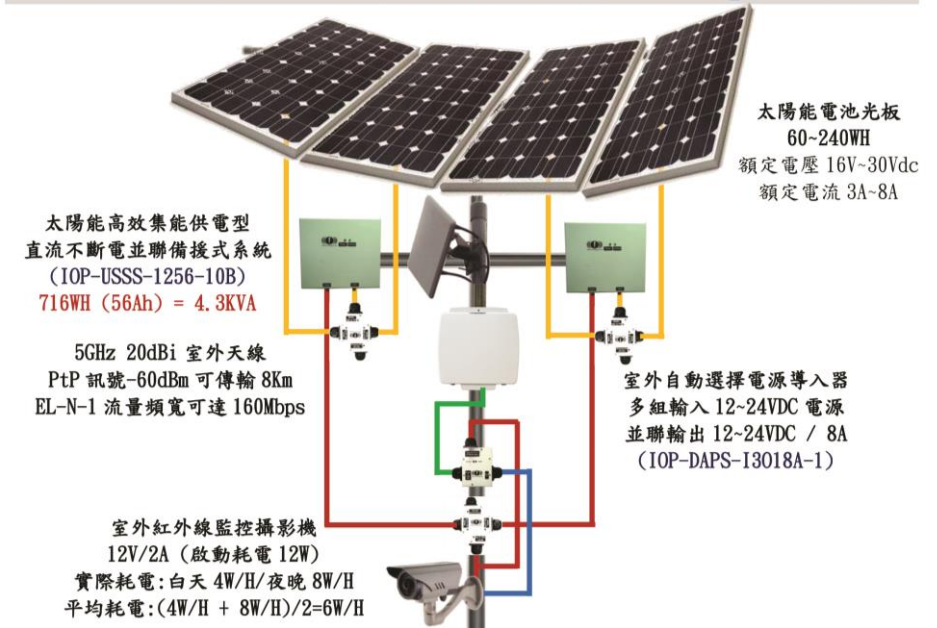 太陽能電池光板
60~240WH
額定電壓 16V~30Vdc
額定電流 3A~8A
太陽能高效集能供電型
直流不斷電並聯備援式系統
(IOP-USSS-1256-10B)
716WH (56Ah) = 4.3KVA
5GHz 20dBi 室外天線
PtP 訊號-60dBm 可傳輸 8Km
EL-N-1 流量頻寬可達 160Mbps
室外自動選擇電源導入器
多組輸入 12~24VDC 電源
並聯輸出 12~24VDC / 8A
(IOP-DAPS-I3018A-1)
室外紅外線監控攝影機
12V/2A (啟動耗電 12W)
實際耗電:白天 4W/H/夜晚 8W/H
平均耗電:(4W/H + 8W/H)/2=6W/H